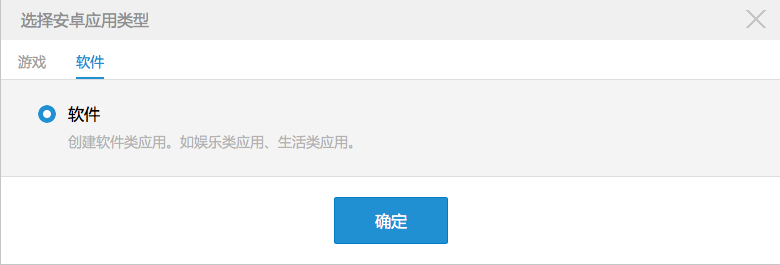 选择安卓应用类型
游戏 软件
软件
创建软件类应用。如娱乐类应用、生活类应用。
确定